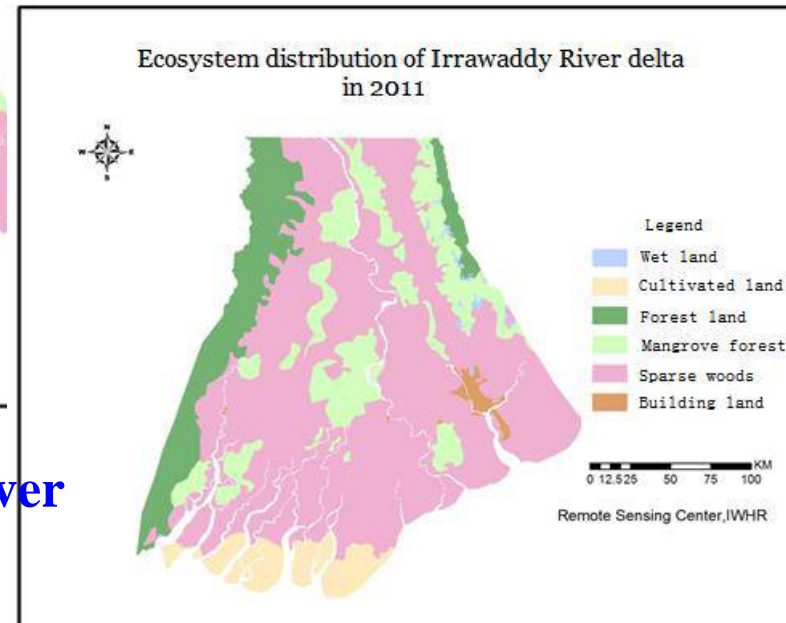 Ecosystem distribution of Irrawaddy River delta
in 2011
N
W E
S
Legend
Wet land
Cultivated land
Forest land
Mangrove forest
Sparse woods
Building land
KM
0 12.525 50 75 100
Remote Sensing Center,IWHR
ver